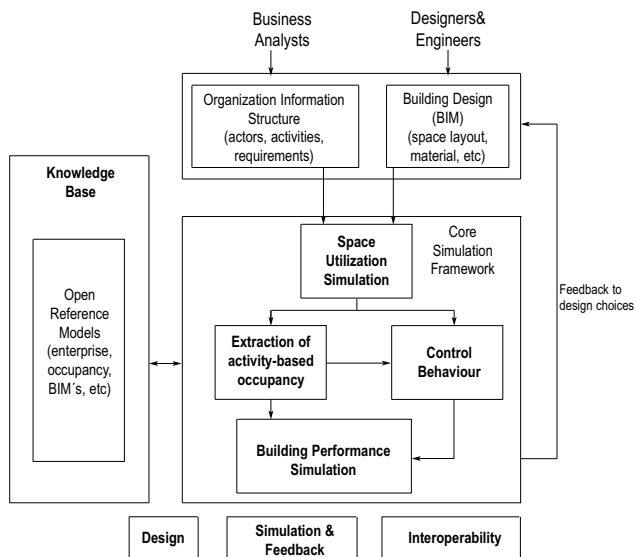 Business
Analysts
Designers&
Engineers
Organization Information
Structure
(actors, activities,
requirements)
Building Design
(BIM)
(space layout,
material, etc)
Knowledge
Base
Open
Reference
Models
(enterprise,
occupancy,
BIM´s, etc)
Space
Utilization
Simulation
Core
Simulation
Framework
Extraction of
activity-based
occupancy
Control
Behaviour
Building Performance
Simulation
Feedback to
design choices
Design
Simulation &
Feedback
Interoperability